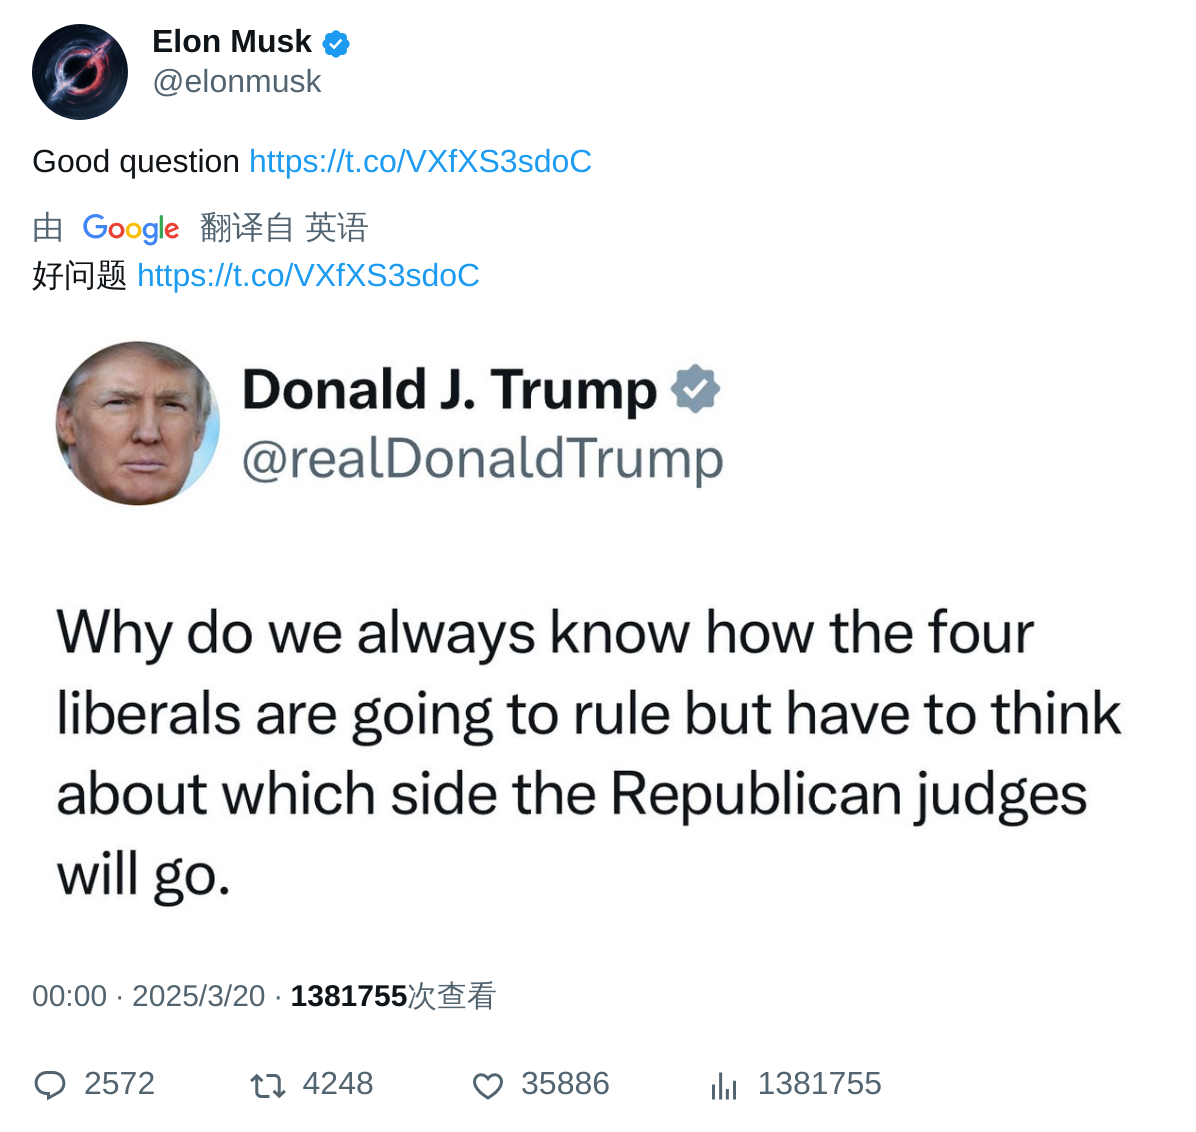 Elon Musk
@elonmusk
Good question https://t.co/VXfXS3sdoC
由 Google 翻译自 英语
好问题 https://t.co/VXfXS3sdoC
Donald J. Trump
@realDonaldTrump
Why do we always know how the four
liberals are going to rule but have to think
about which side the Republican judges
will go.
00:00 · 2025/3/20 · 1381755次查看
2572 4248 35886 1381755